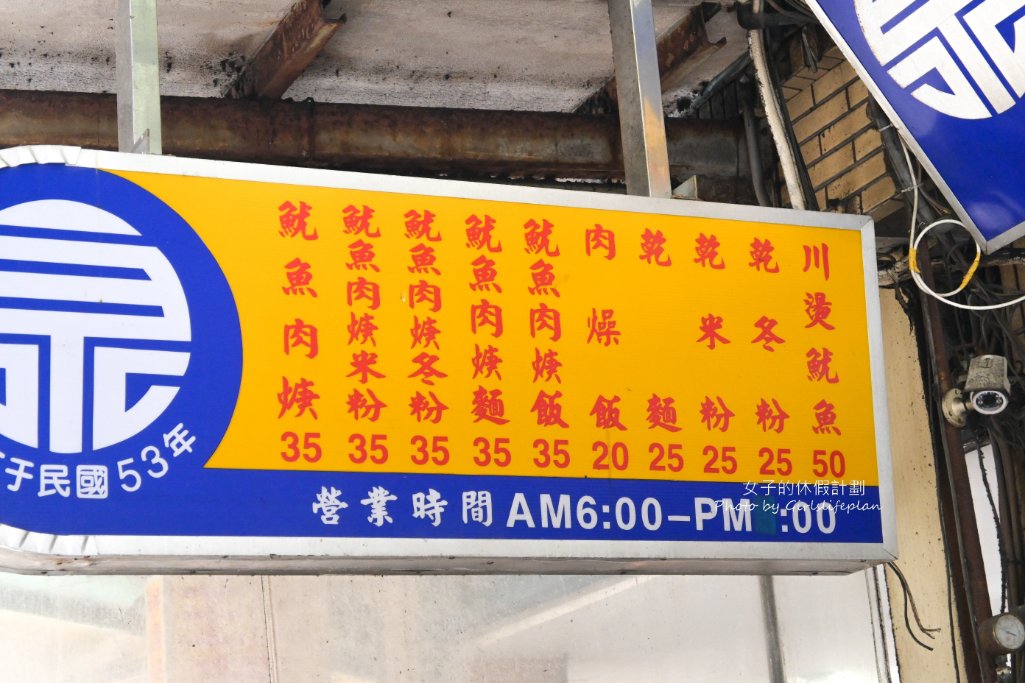 魷魚肉焿 35
魷魚肉焿米粉 35
魷魚肉焿冬粉 35
魷魚肉焿麵 35
魷魚肉焿飯 35
肉燥飯 20
乾麵 25
乾米粉 25
乾冬粉 25
川燙魷魚 50
于民國53年
營業時間 AM6:00-PM :00
女子的休假計劃
Photo by Girlslifeplan